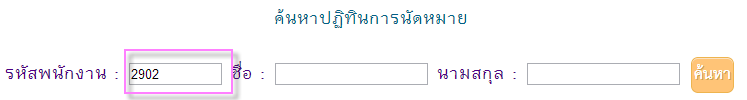 ค้นหาปฏิทินการนัดหมาย
รหัสพนักงาน : 2902 ชื่อ : นามสกุล : ค้นหา